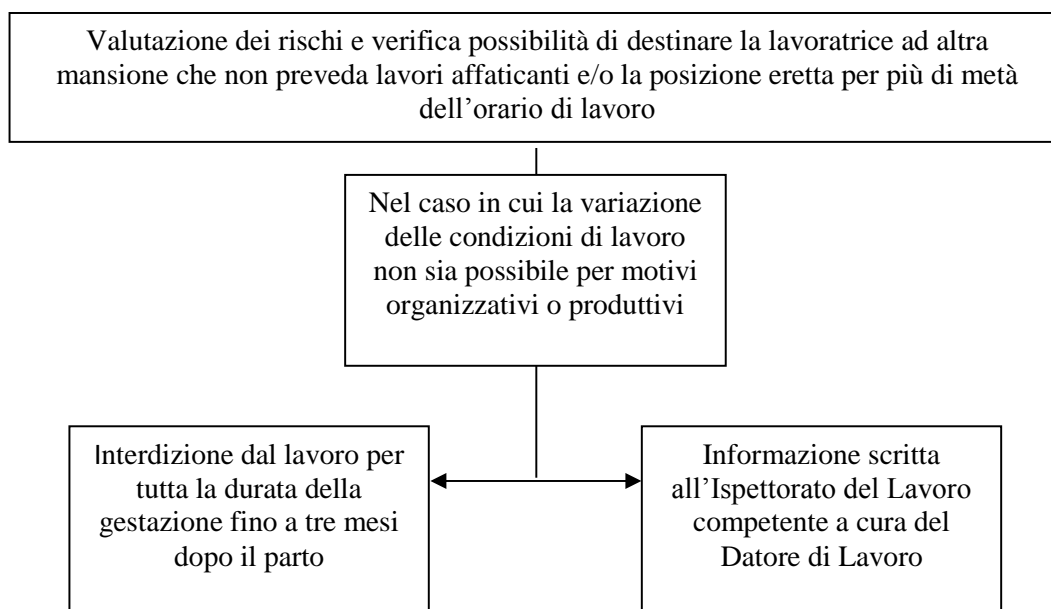 Valutazione dei rischi e verifica possibilità di destinare la lavoratrice ad altra
mansione che non preveda lavori affaticanti e/o la posizione eretta per più di metà
dell’orario di lavoro
Nel caso in cui la variazione
delle condizioni di lavoro
non sia possibile per motivi
organizzativi o produttivi
Interdizione dal lavoro per
tutta la durata della
gestazione fino a tre mesi
dopo il parto
Informazione scritta
all’Ispettorato del Lavoro
competente a cura del
Datore di Lavoro